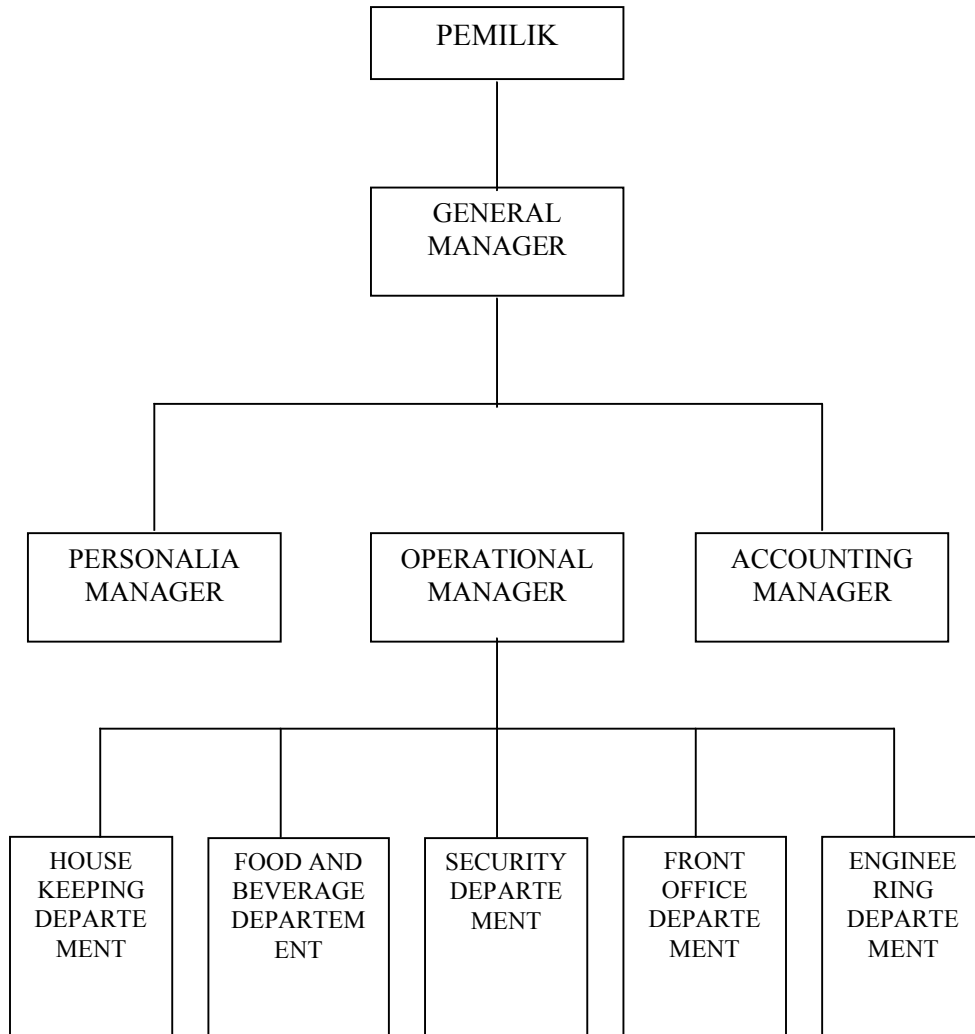 PEMILIK
GENERAL
MANAGER
PERSONALIA
MANAGER
OPERATIONAL
MANAGER
ACCOUNTING
MANAGER
HOUSE
KEEPING
DEPARTE
MENT
FOOD AND
BEVERAGE
DEPARTEM
ENT
SECURITY
DEPARTE
MENT
FRONT
OFFICE
DEPARTE
MENT
ENGINEE
RING
DEPARTE
MENT